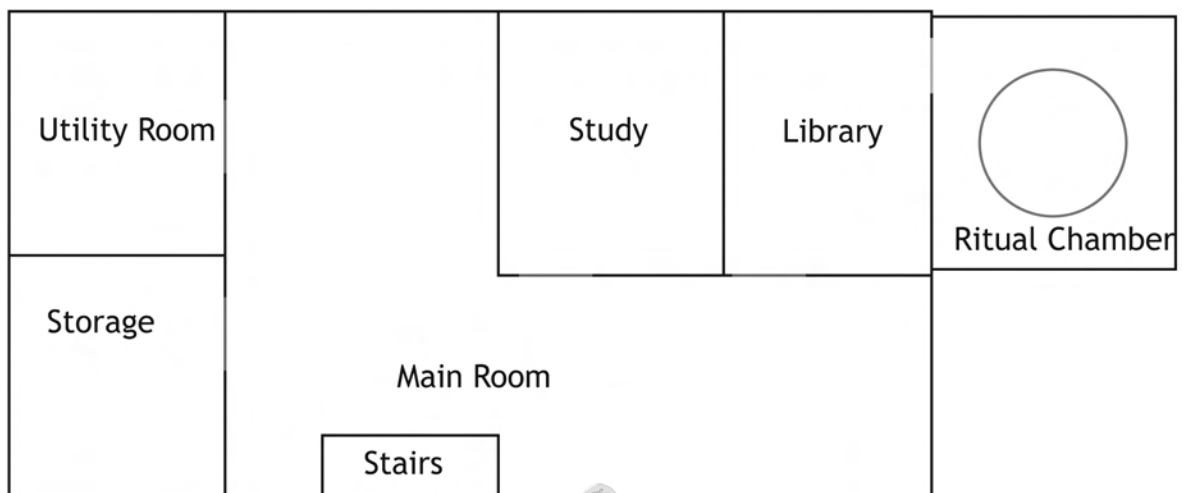 Utility Room
Study
Library
Ritual Chamber
Storage
Main Room
Stairs